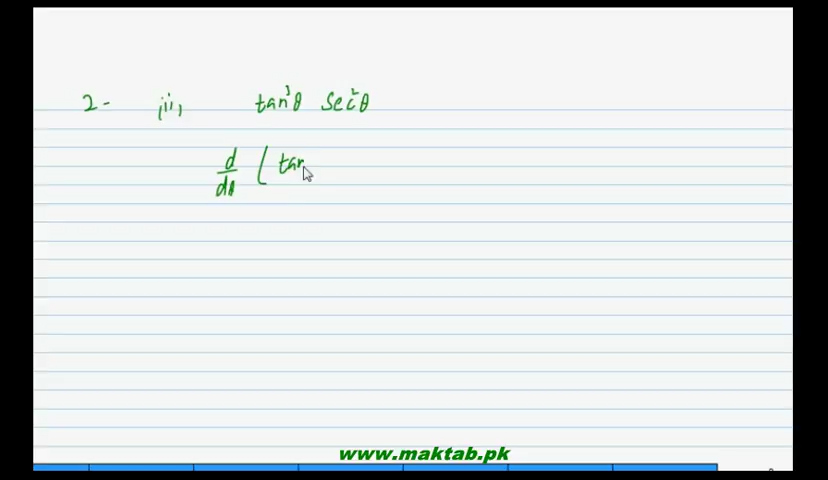 2- ii, tan³θ sec²θ
d/dθ ( tan
www.maktab.pk